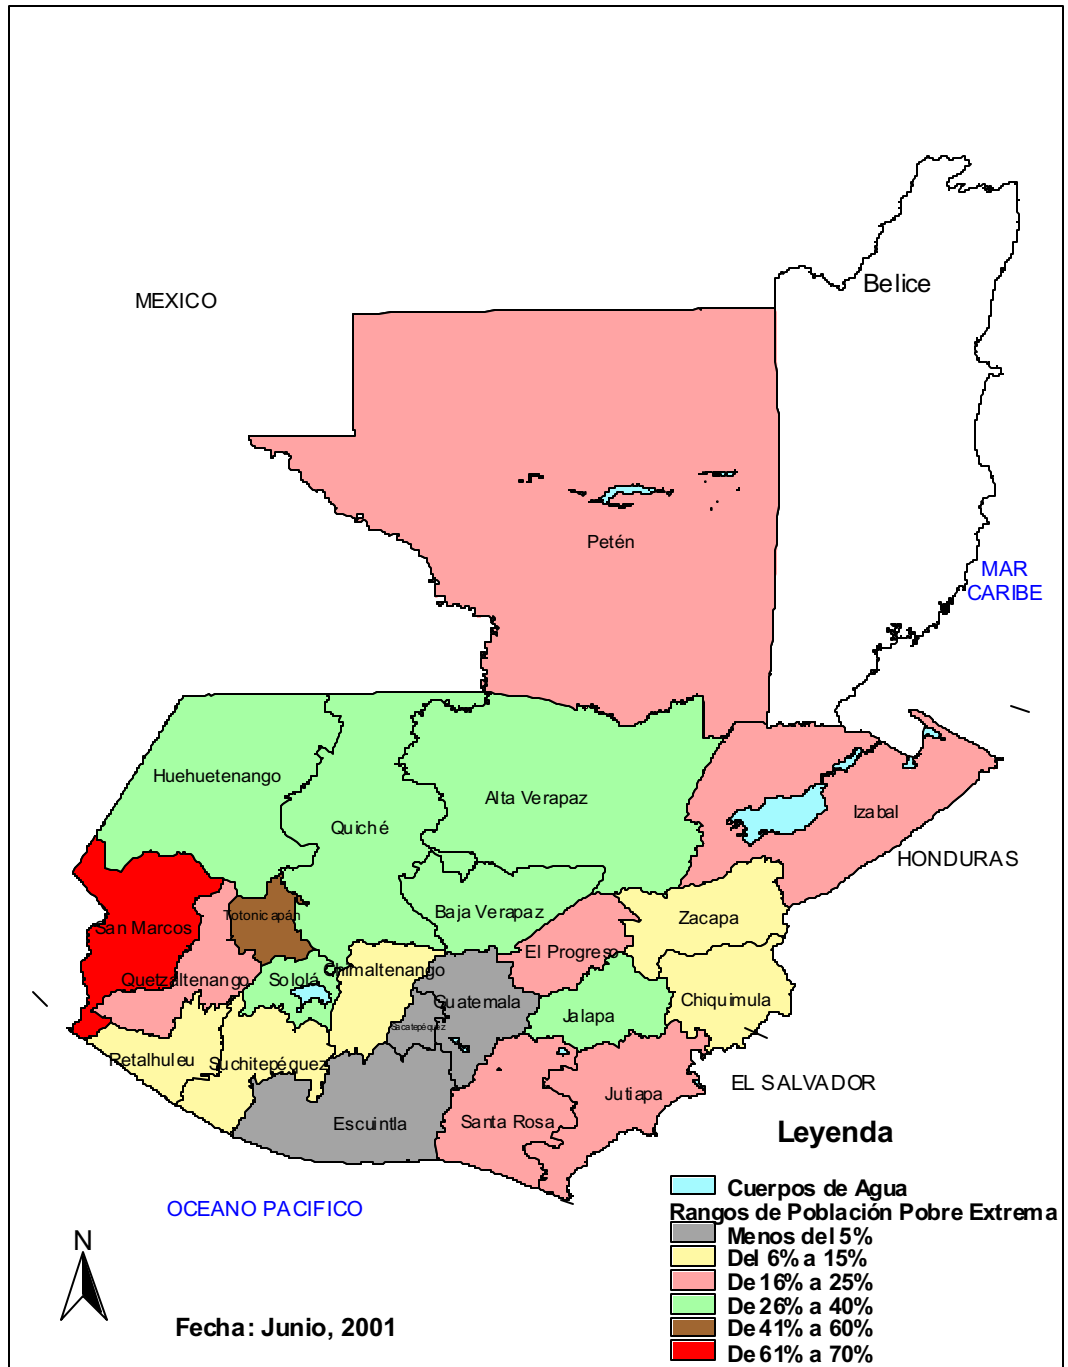 Belice
MEXICO
Petén
MAR
CARIBE
Huehuetenango
Alta Verapaz
Izabal
Quiché
HONDURAS
Baja Verapaz
Totonicapán
Zacapa
San Marcos
El Progreso
Chimaltenango
Quetzaltenango
Sololá
Guatemala
Chiquimula
Jalapa
Sacatepéquez
Retalhuleu
Suchitepéquez
EL SALVADOR
Jutiapa
Santa Rosa
Escuintla
Leyenda
Cuerpos de Agua
OCEANO PACIFICO
Rangos de Población Pobre Extrema
Menos del 5%
Del 6% a 15%
De 16% a 25%
De 26% a 40%
De 41% a 60%
De 61% a 70%
N
Fecha: Junio, 2001